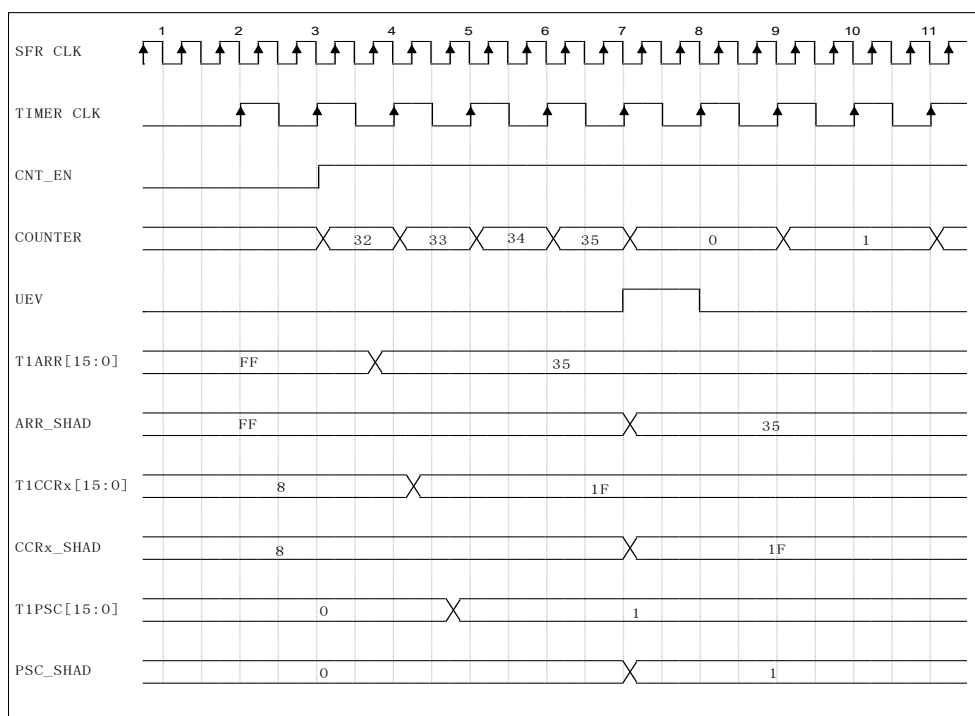 1 2 3 4 5 6 7 8 9 10 11
SFR CLK
TIMER CLK
CNT_EN
COUNTER 32 33 34 35 0 1
UEV
T1ARR[15:0] FF 35
ARR_SHAD FF 35
T1CCRx[15:0] 8 1F
CCRx_SHAD 8 1F
T1PSC[15:0] 0 1
PSC_SHAD 0 1